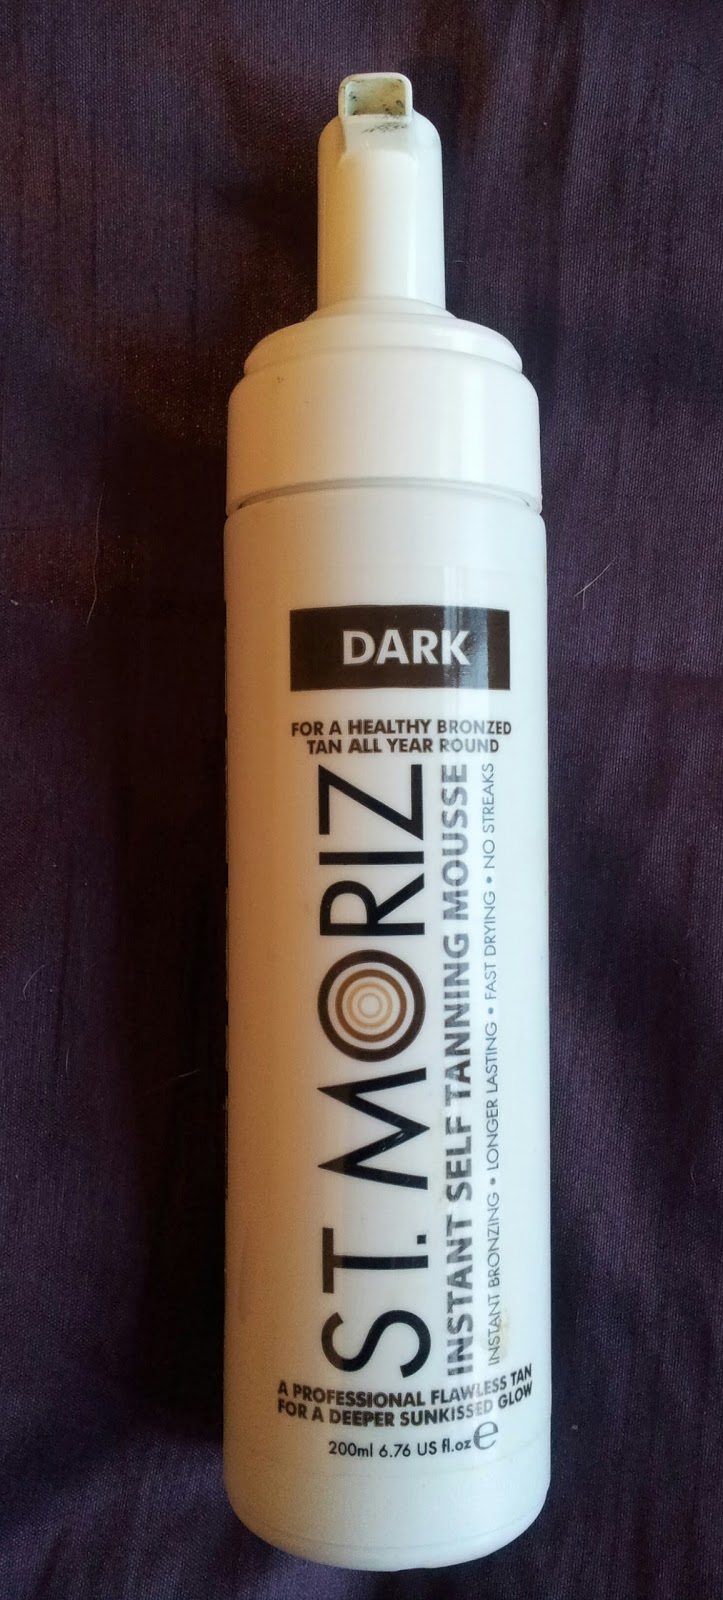 DARK
FOR A HEALTHY BRONZED
TAN ALL YEAR ROUND
ST. MORIZ
INSTANT SELF TANNING MOUSSE
INSTANT BRONZING • LONGER LASTING • FAST DRYING • NO STREAKS
A PROFESSIONAL FLAWLESS TAN
FOR A DEEPER SUNKISSED GLOW
200ml 6.76 US fl.oz ℮